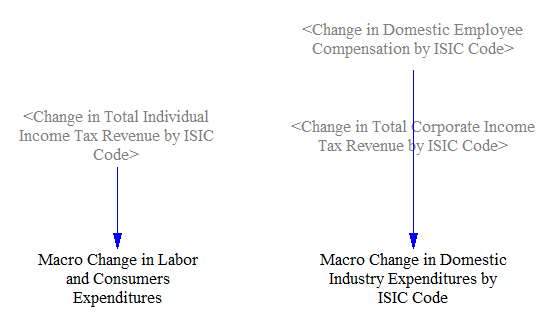 <Change in Domestic Employee
Compensation by ISIC Code>
<Change in Total Individual
Income Tax Revenue by ISIC
Code>
<Change in Total Corporate Income
Tax Revenue by ISIC Code>
Macro Change in Labor
and Consumers
Expenditures
Macro Change in Domestic
Industry Expenditures by
ISIC Code